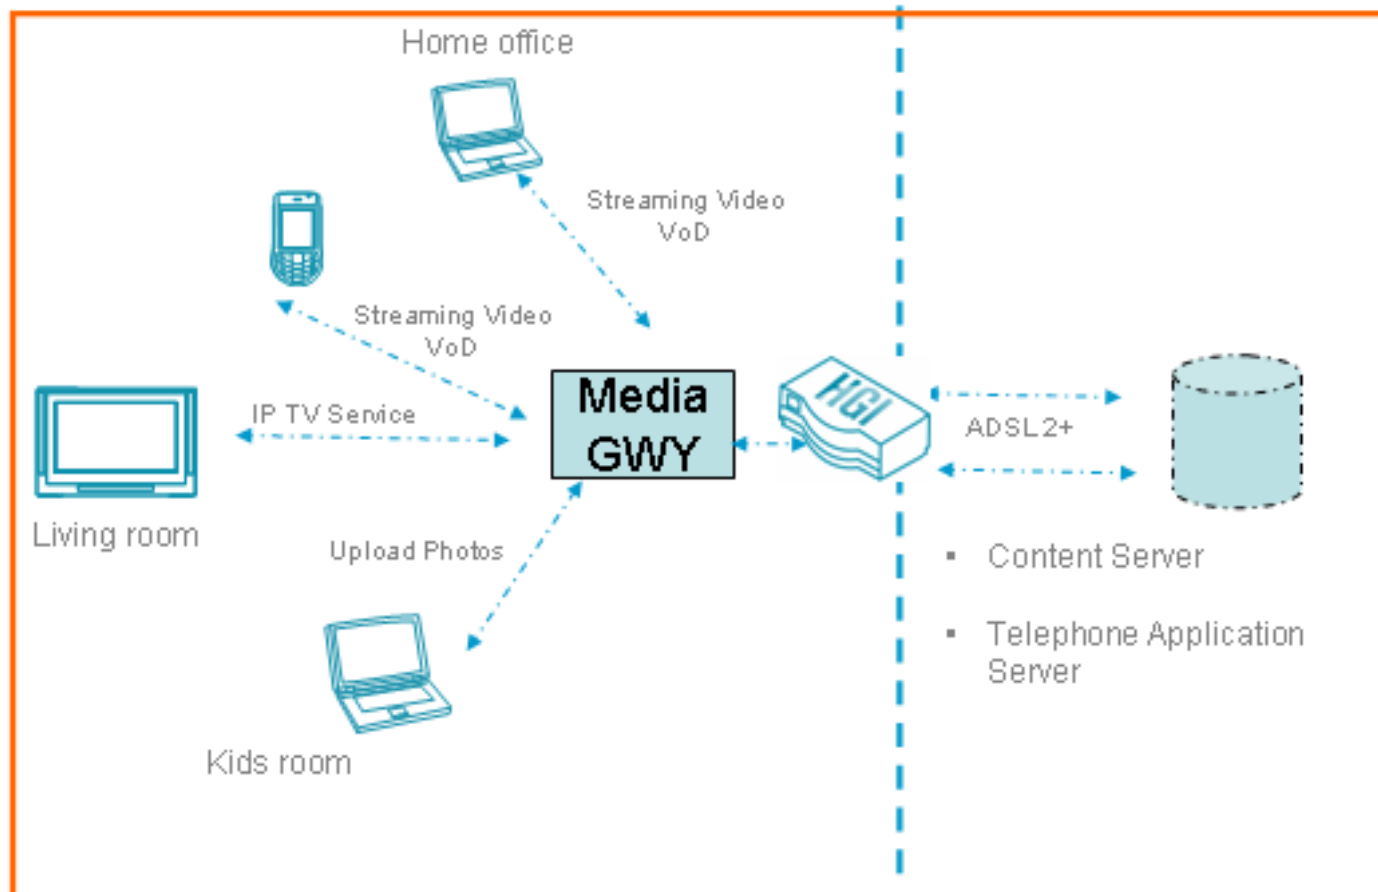 Home office
Streaming Video
VoD
Streaming Video
VoD
IP TV Service
Living room
Media
GWY
HGI
ADSL2+
Upload Photos
Kids room
▪ Content Server
▪ Telephone Application
Server